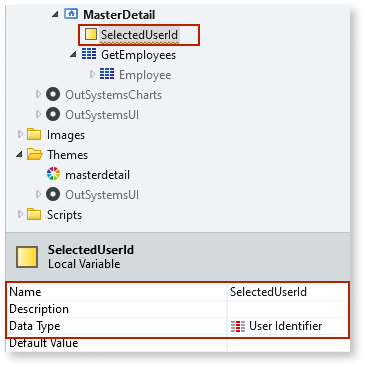 MasterDetail
SelectedUserId
GetEmployees
Employee
OutSystemsCharts
OutSystemsUI
Images
Themes
masterdetail
OutSystemsUI
Scripts
SelectedUserId
Local Variable
Name SelectedUserId
Description
Data Type User Identifier
Default Value